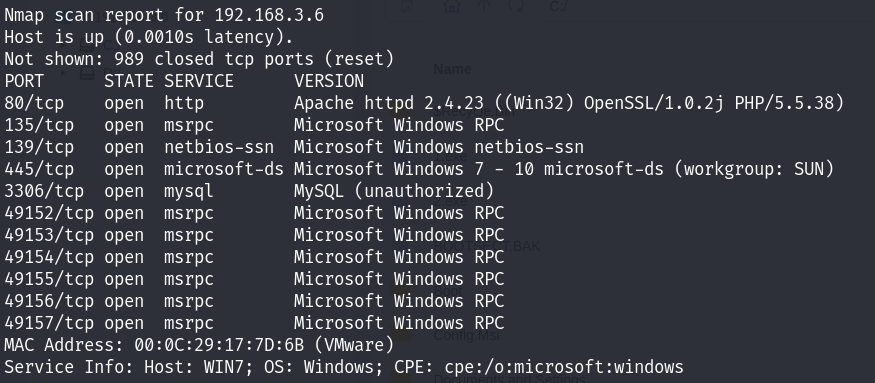 Nmap scan report for 192.168.3.6
Host is up (0.0010s latency).
Not shown: 989 closed tcp ports (reset)
PORT      STATE SERVICE      VERSION
80/tcp    open  http         Apache httpd 2.4.23 ((Win32) OpenSSL/1.0.2j PHP/5.5.38)
135/tcp   open  msrpc        Microsoft Windows RPC
139/tcp   open  netbios-ssn  Microsoft Windows netbios-ssn
445/tcp   open  microsoft-ds Microsoft Windows 7 - 10 microsoft-ds (workgroup: SUN)
3306/tcp  open  mysql        MySQL (unauthorized)
49152/tcp open  msrpc        Microsoft Windows RPC
49153/tcp open  msrpc        Microsoft Windows RPC
49154/tcp open  msrpc        Microsoft Windows RPC
49155/tcp open  msrpc        Microsoft Windows RPC
49156/tcp open  msrpc        Microsoft Windows RPC
49157/tcp open  msrpc        Microsoft Windows RPC
MAC Address: 00:0C:29:17:7D:6B (VMware)
Service Info: Host: WIN7; OS: Windows; CPE: cpe:/o:microsoft:windows
C:/
Name
Config.Msi
Documents and Settings